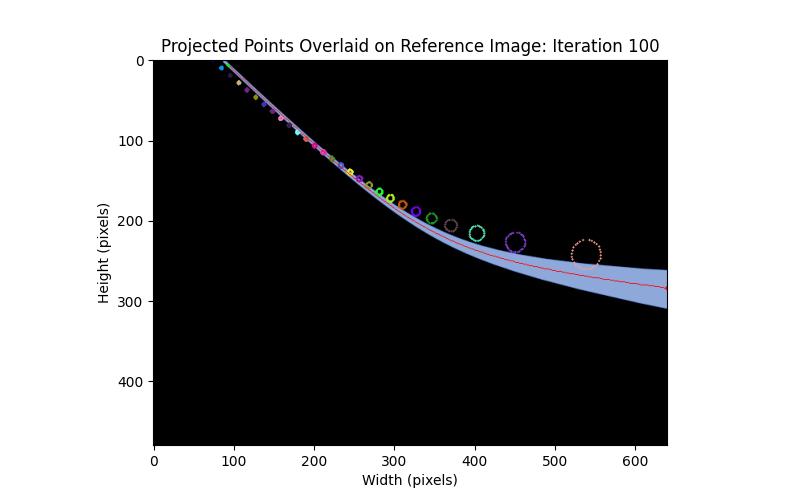 Projected Points Overlaid on Reference Image: Iteration 100
0
100
200
300
400
Height (pixels)
0 100 200 300 400 500 600
Width (pixels)